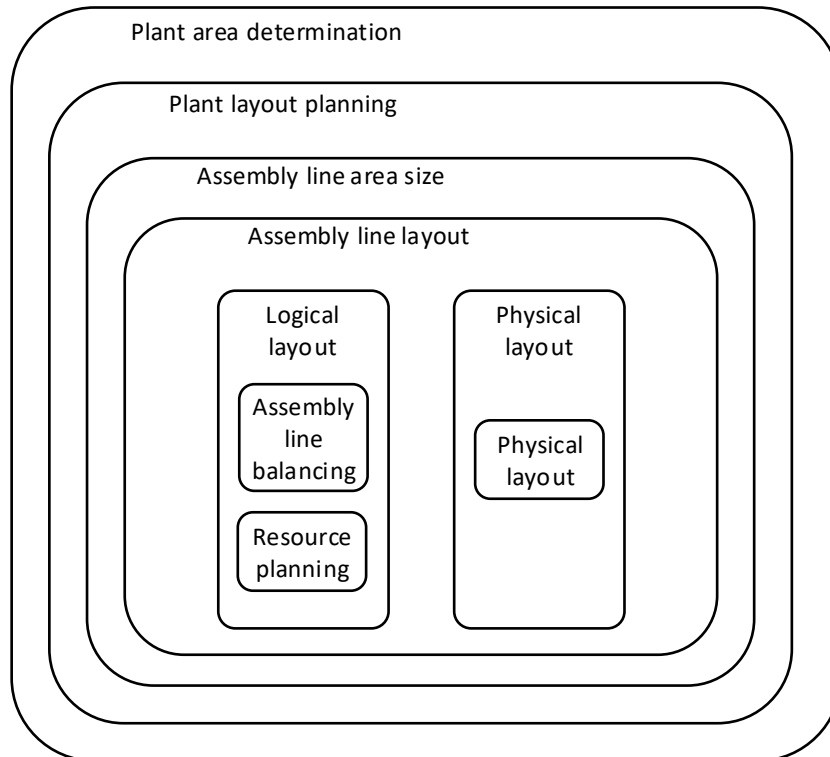 Plant area determination
Plant layout planning
Assembly line area size
Assembly line layout
Logical
layout
Assembly
line
balancing
Resource
planning
Physical
layout
Physical
layout